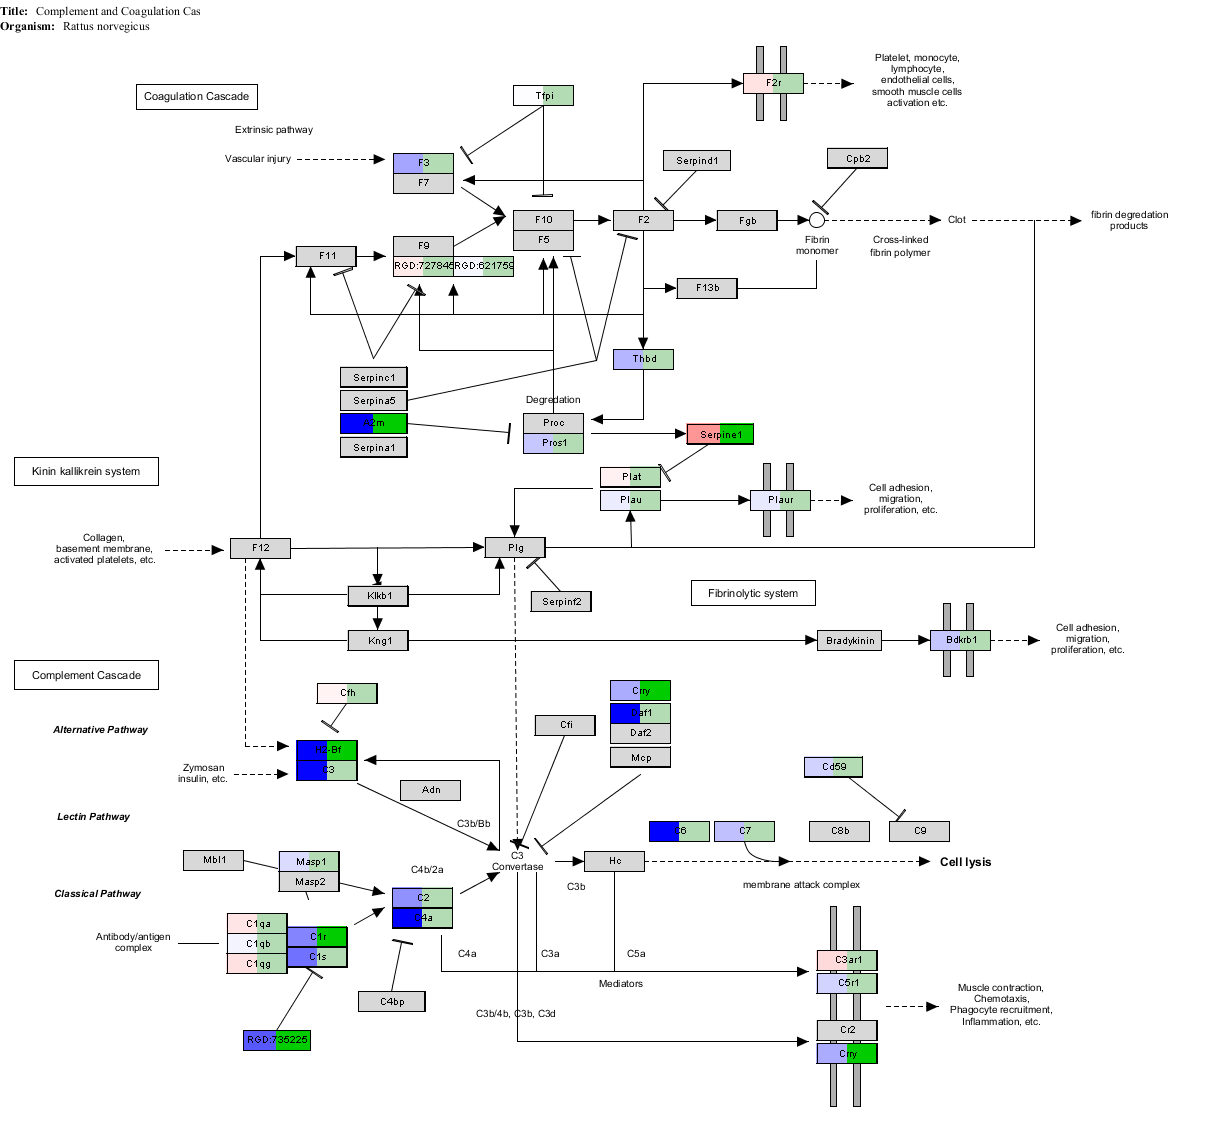 Title: Complement and Coagulation Cas
Organism: Rattus norvegicus
Coagulation Cascade
Extrinsic pathway
Vascular injury
Tfpi
F2r
Platelet, monocyte,
lymphocyte,
endothelial cells,
smooth muscle cells
activation etc.
F3
F7
Serpind1
Cpb2
F11
F9
RGD:727845
RGD:621759
F10
F5
F2
Fgb
Fibrin
monomer
Cross-linked
fibrin polymer
Clot
fibrin degredation
products
F13b
Thbd
Serpinc1
Serpina5
A2m
Serpina1
Degredation
Proc
Pros1
Serpine1
Kinin kallikrein system
Plat
Plau
Plaur
Cell adhesion,
migration,
proliferation, etc.
Collagen,
basement membrane,
activated platelets, etc.
F12
Plg
Klkb1
Serpinf2
Fibrinolytic system
Kng1
Bradykinin
Bdkrb1
Cell adhesion,
migration,
proliferation, etc.
Complement Cascade
Cfh
Crry
Daf1
Daf2
Mcp
Cfi
Alternative Pathway
H2-Bf
C3
Zymosan
insulin, etc.
Adn
Cd59
Lectin Pathway
C3b/Bb
C6
C7
C8b
C9
Mbl1
Masp1
Masp2
C4b/2a
C3
Convertase
Hc
Cell lysis
C3b
membrane attack complex
Classical Pathway
C2
C4a
Antibody/antigen
complex
C1qa
C1qb
C1qg
C1r
C1s
C4a
C3a
C5a
Mediators
C3ar1
C5r1
C4bp
C3b/4b, C3b, C3d
Muscle contraction,
Chemotaxis,
Phagocyte recruitment,
Inflammation, etc.
RGD:735225
Cr2
Crry